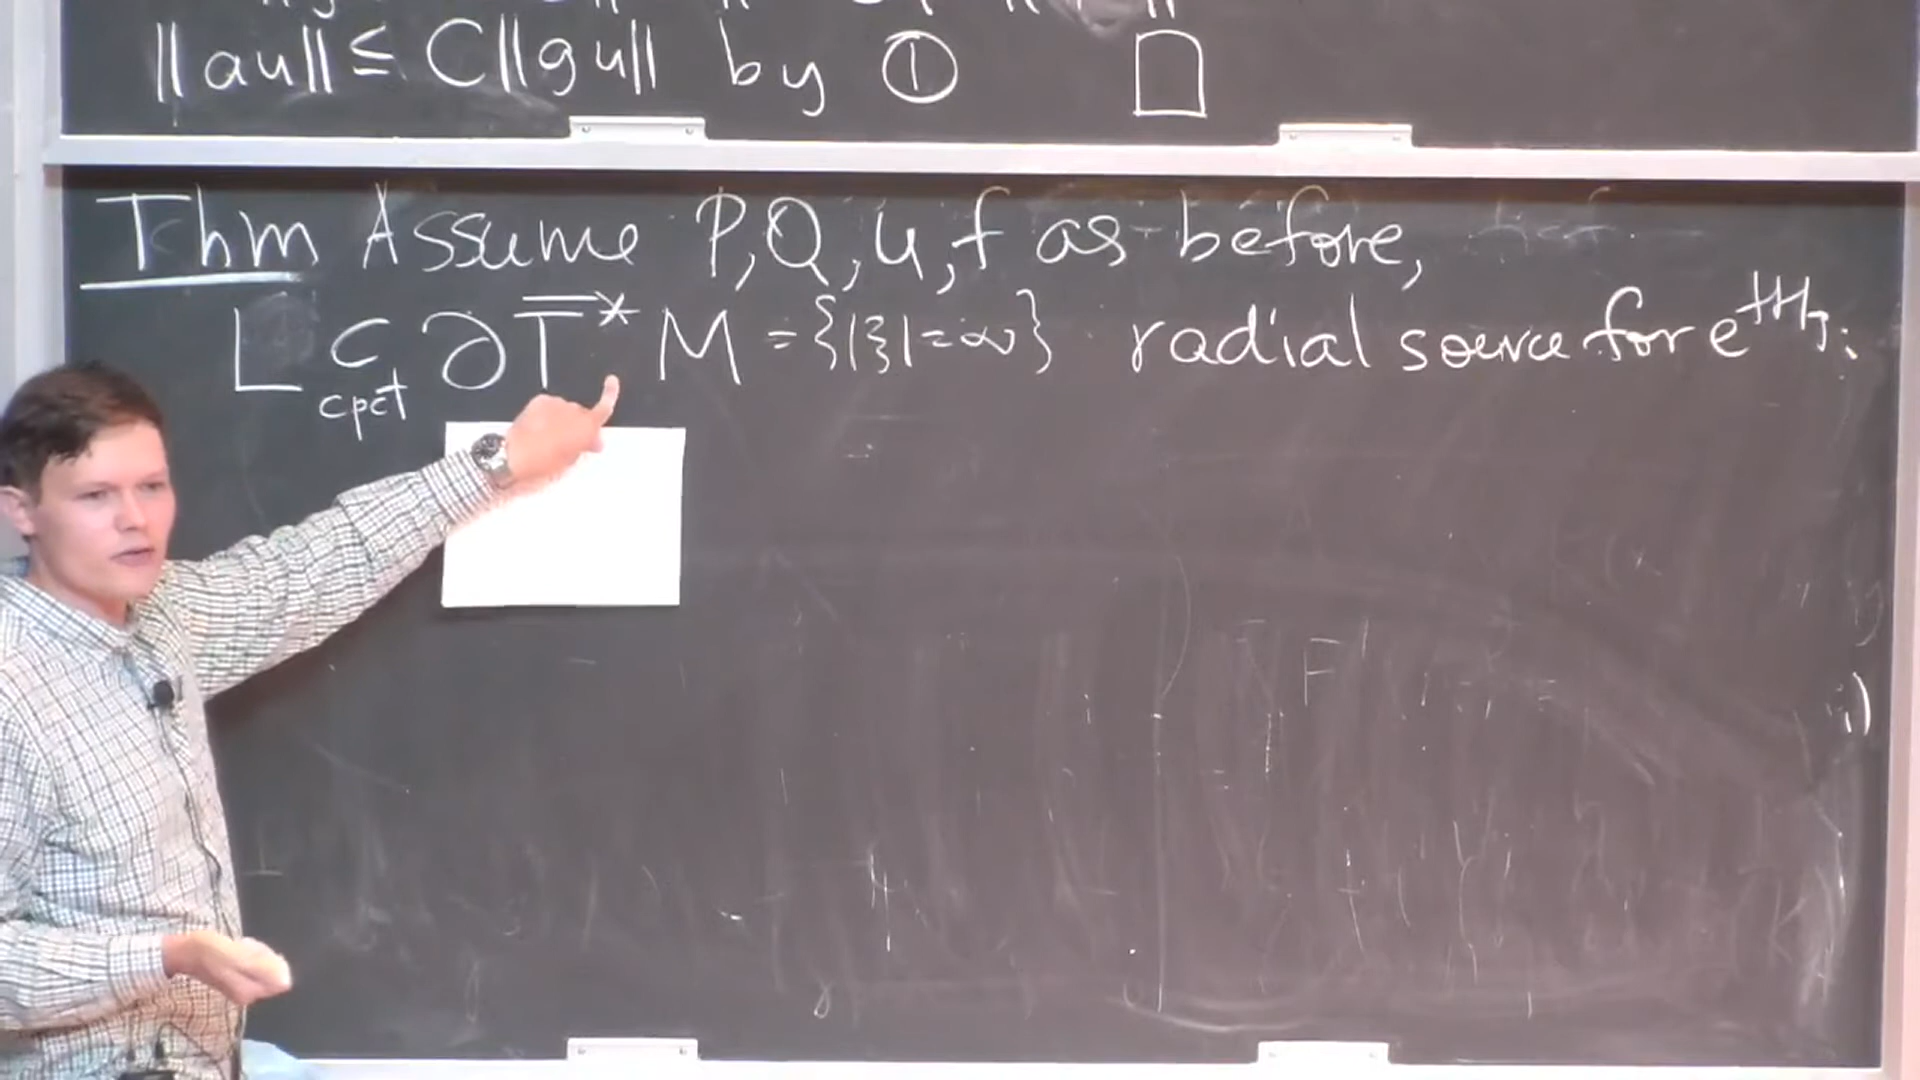 ||au|| ≤ C||gu|| by ① □
Thm Assume P,Q,u,f as before,
L ⊂ ∂T̅*M = {|ξ|=∞} radial source for e^{tH_p}:
cpct
F
i)